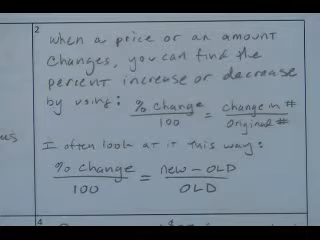 2
when a price or an amount
changes, you can find the
percent increase or decrease
by using: % change / 100 = change in # / original #
I often look at it this way:
% change / 100 = new - OLD / OLD
4